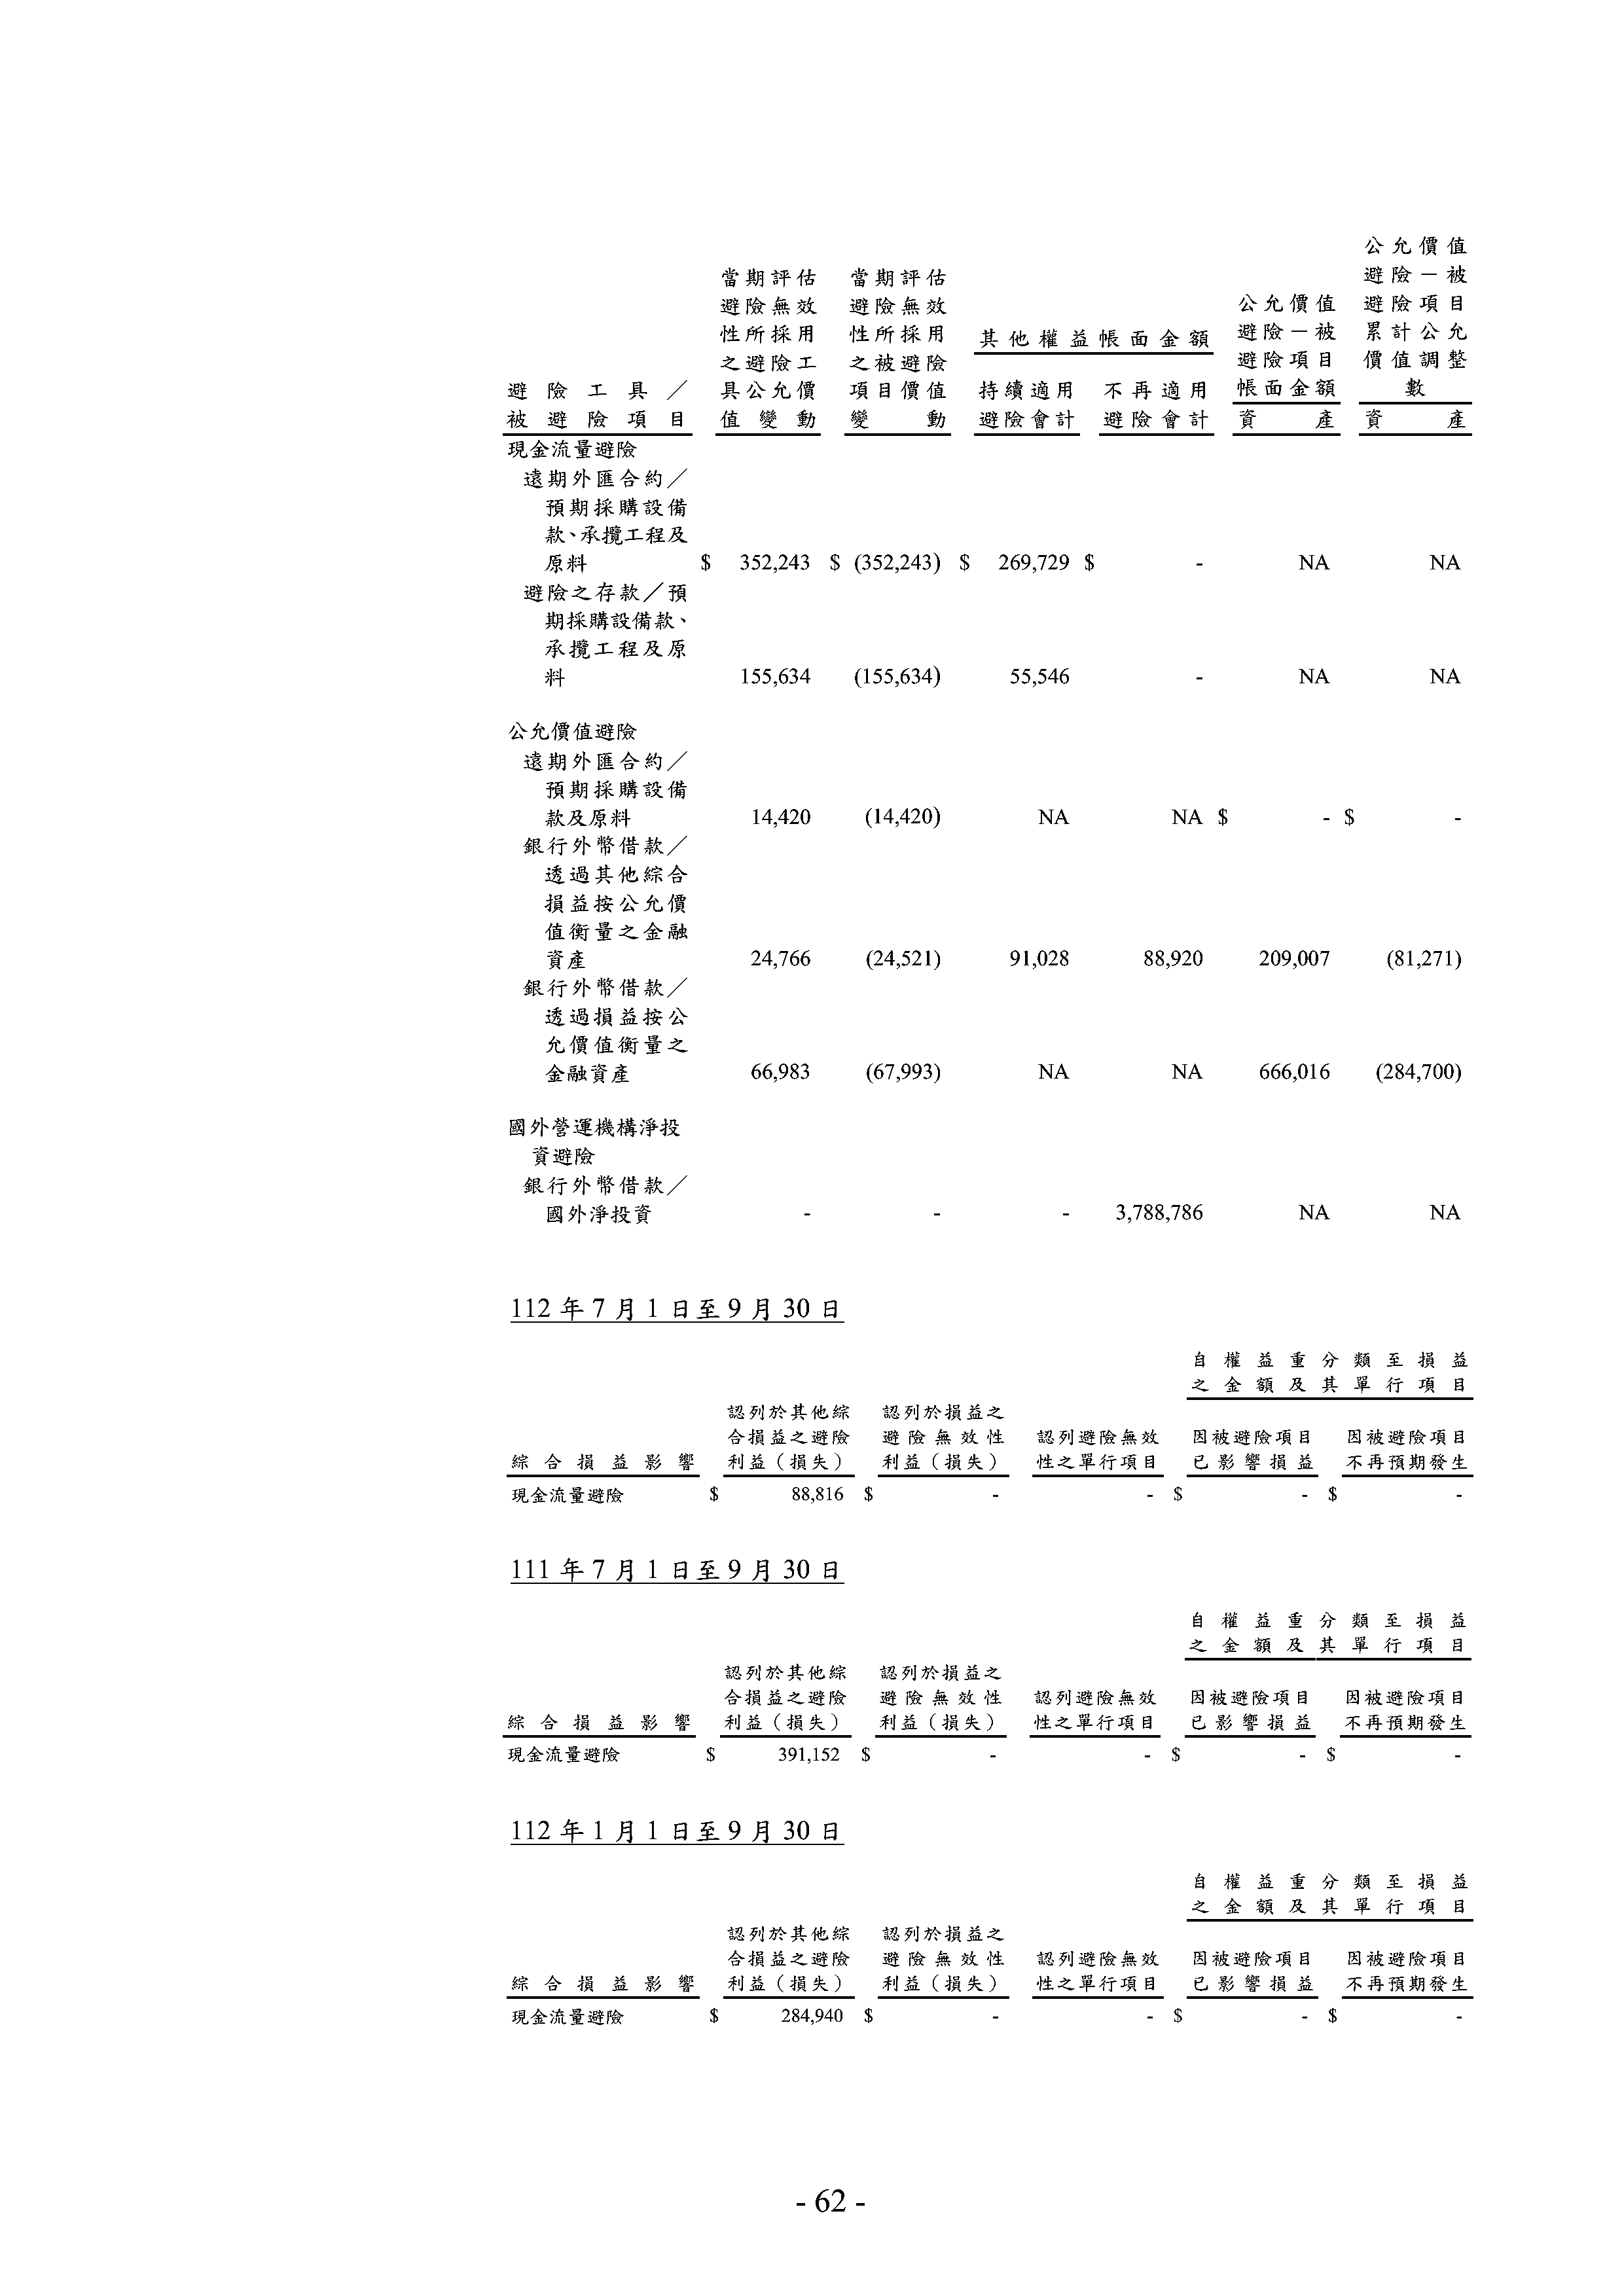 公允價值
當期評估 當期評估 避險－被
避險無效 避險無效 公允價值 避險項目
性所採用 性所採用 其他權益帳面金額 避險－被 累計公允
之避險工 之被避險 避險項目 價值調整
避險工具／ 具公允價 項目價值 持續適用 不再適用 帳面金額 數
被避險項目 值變動 變動 避險會計 避險會計 資產 資產
現金流量避險
遠期外匯合約／
預期採購設備
款、承攬工程及
原料 $ 352,243 $ (352,243) $ 269,729 $ - NA NA
避險之存款／預
期採購設備款、
承攬工程及原
料 155,634 (155,634) 55,546 - NA NA
公允價值避險
遠期外匯合約／
預期採購設備
款及原料 14,420 (14,420) NA NA $ - $ -
銀行外幣借款／
透過其他綜合
損益按公允價
值衡量之金融
資產 24,766 (24,521) 91,028 88,920 209,007 (81,271)
銀行外幣借款／
透過損益按公
允價值衡量之
金融資產 66,983 (67,993) NA NA 666,016 (284,700)
國外營運機構淨投
資避險
銀行外幣借款／
國外淨投資 - - - 3,788,786 NA NA
112 年 7 月 1 日至 9 月 30 日
自權益重分類至損益
之金額及其單行項目
認列於其他綜 認列於損益之
合損益之避險 避險無效性 認列避險無效 因被避險項目 因被避險項目
綜合損益影響 利益（損失） 利益（損失） 性之單行項目 已影響損益 不再預期發生
現金流量避險 $ 88,816 $ - - $ - $ -
111 年 7 月 1 日至 9 月 30 日
自權益重分類至損益
之金額及其單行項目
認列於其他綜 認列於損益之
合損益之避險 避險無效性 認列避險無效 因被避險項目 因被避險項目
綜合損益影響 利益（損失） 利益（損失） 性之單行項目 已影響損益 不再預期發生
現金流量避險 $ 391,152 $ - - $ - $ -
112 年 1 月 1 日至 9 月 30 日
自權益重分類至損益
之金額及其單行項目
認列於其他綜 認列於損益之
合損益之避險 避險無效性 認列避險無效 因被避險項目 因被避險項目
綜合損益影響 利益（損失） 利益（損失） 性之單行項目 已影響損益 不再預期發生
現金流量避險 $ 284,940 $ - - $ - $ -
- 62 -